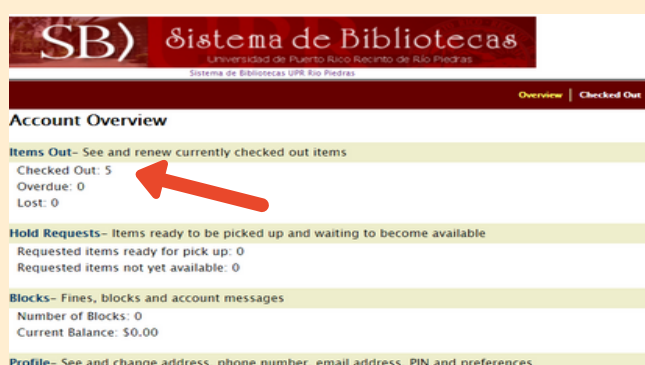 SB)
Sistema de Bibliotecas
Universidad de Puerto Rico Recinto de Río Piedras
Sistema de Bibliotecas UPR Rio Piedras
Overview | Checked Out
Account Overview
Items Out– See and renew currently checked out items
Checked Out: 5
Overdue: 0
Lost: 0
Hold Requests– Items ready to be picked up and waiting to become available
Requested items ready for pick up: 0
Requested items not yet available: 0
Blocks– Fines, blocks and account messages
Number of Blocks: 0
Current Balance: $0.00
Profile– See and change address, phone number, email address, PIN and preferences